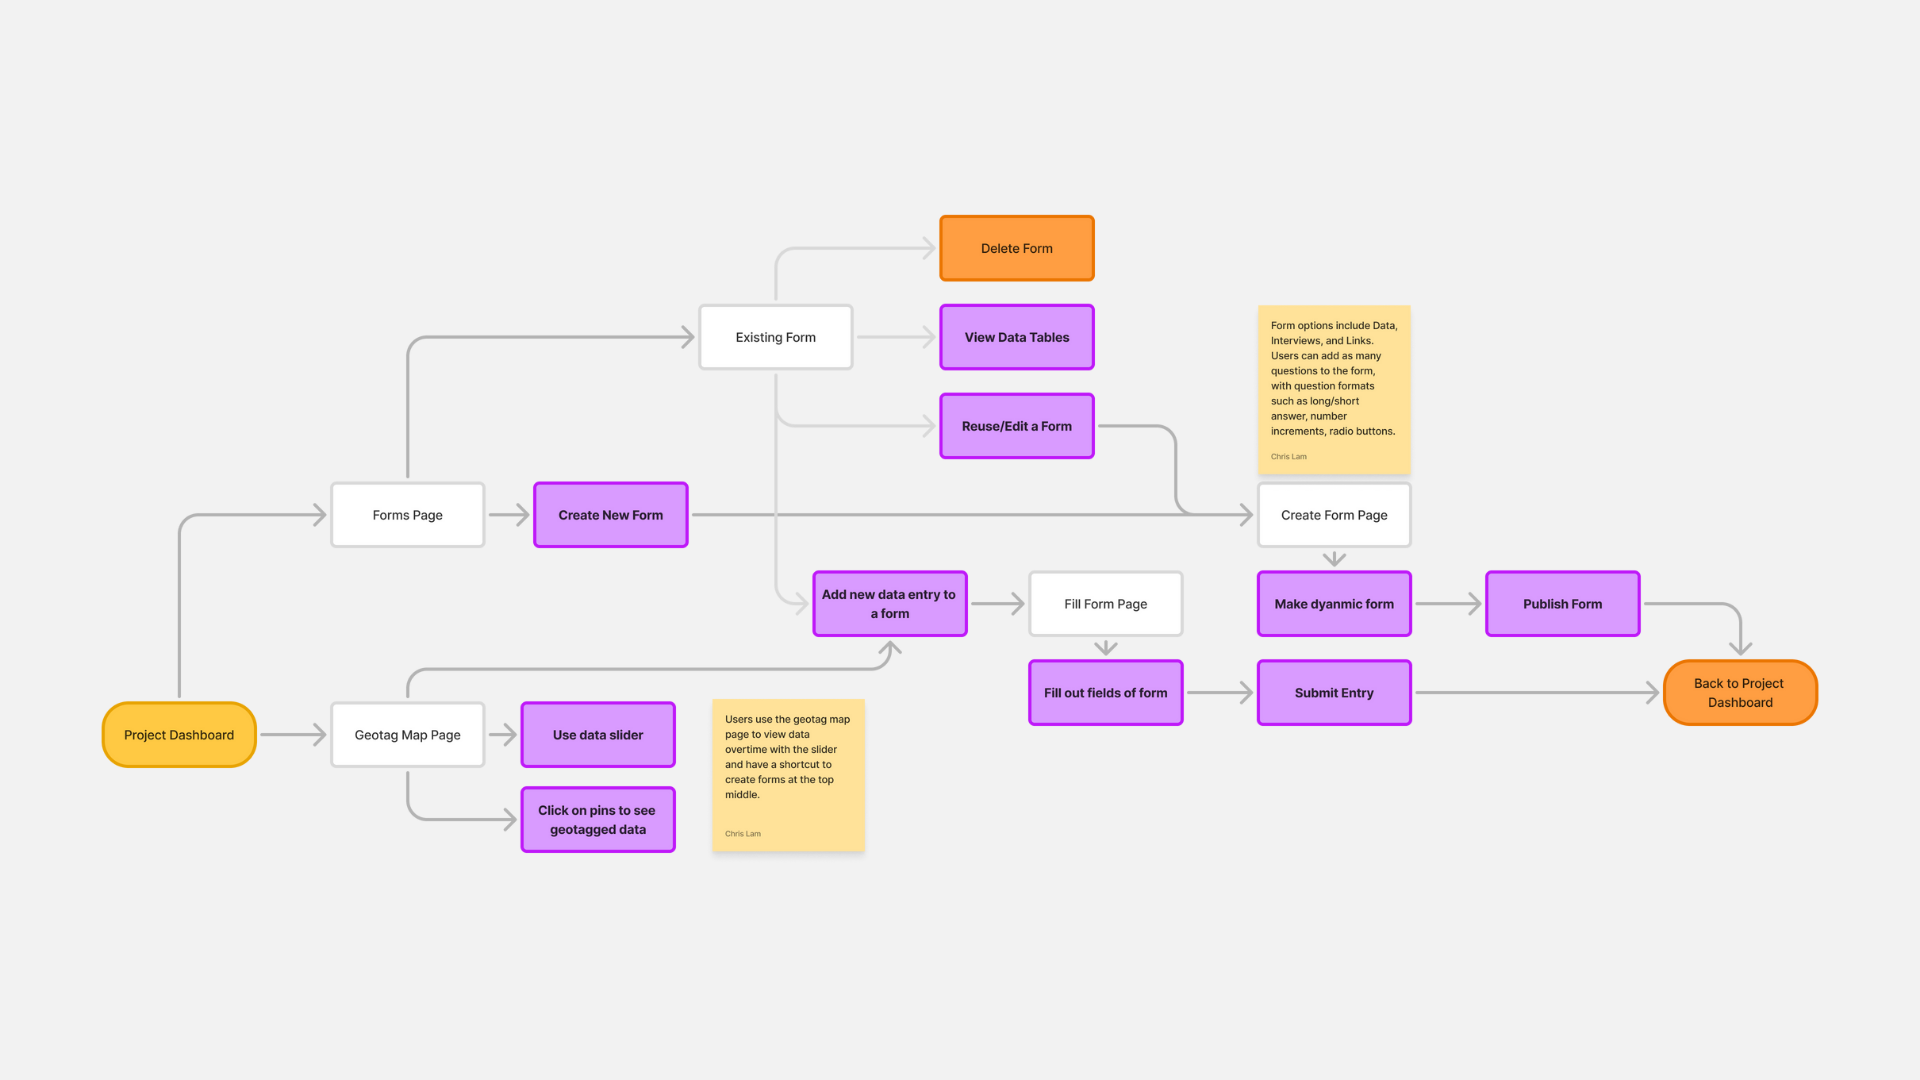 Delete Form
Existing Form
View Data Tables
Form options include Data,
Interviews, and Links.
Users can add as many
questions to the form,
with question formats
such as long/short
answer, number
increments, radio buttons.
Chris Lam
Reuse/Edit a Form
Forms Page
Create New Form
Create Form Page
Add new data entry to
a form
Fill Form Page
Make dyanmic form
Publish Form
Fill out fields of form
Submit Entry
Back to Project
Dashboard
Project Dashboard
Geotag Map Page
Use data slider
Users use the geotag map
page to view data
overtime with the slider
and have a shortcut to
create forms at the top
middle.
Chris Lam
Click on pins to see
geotagged data